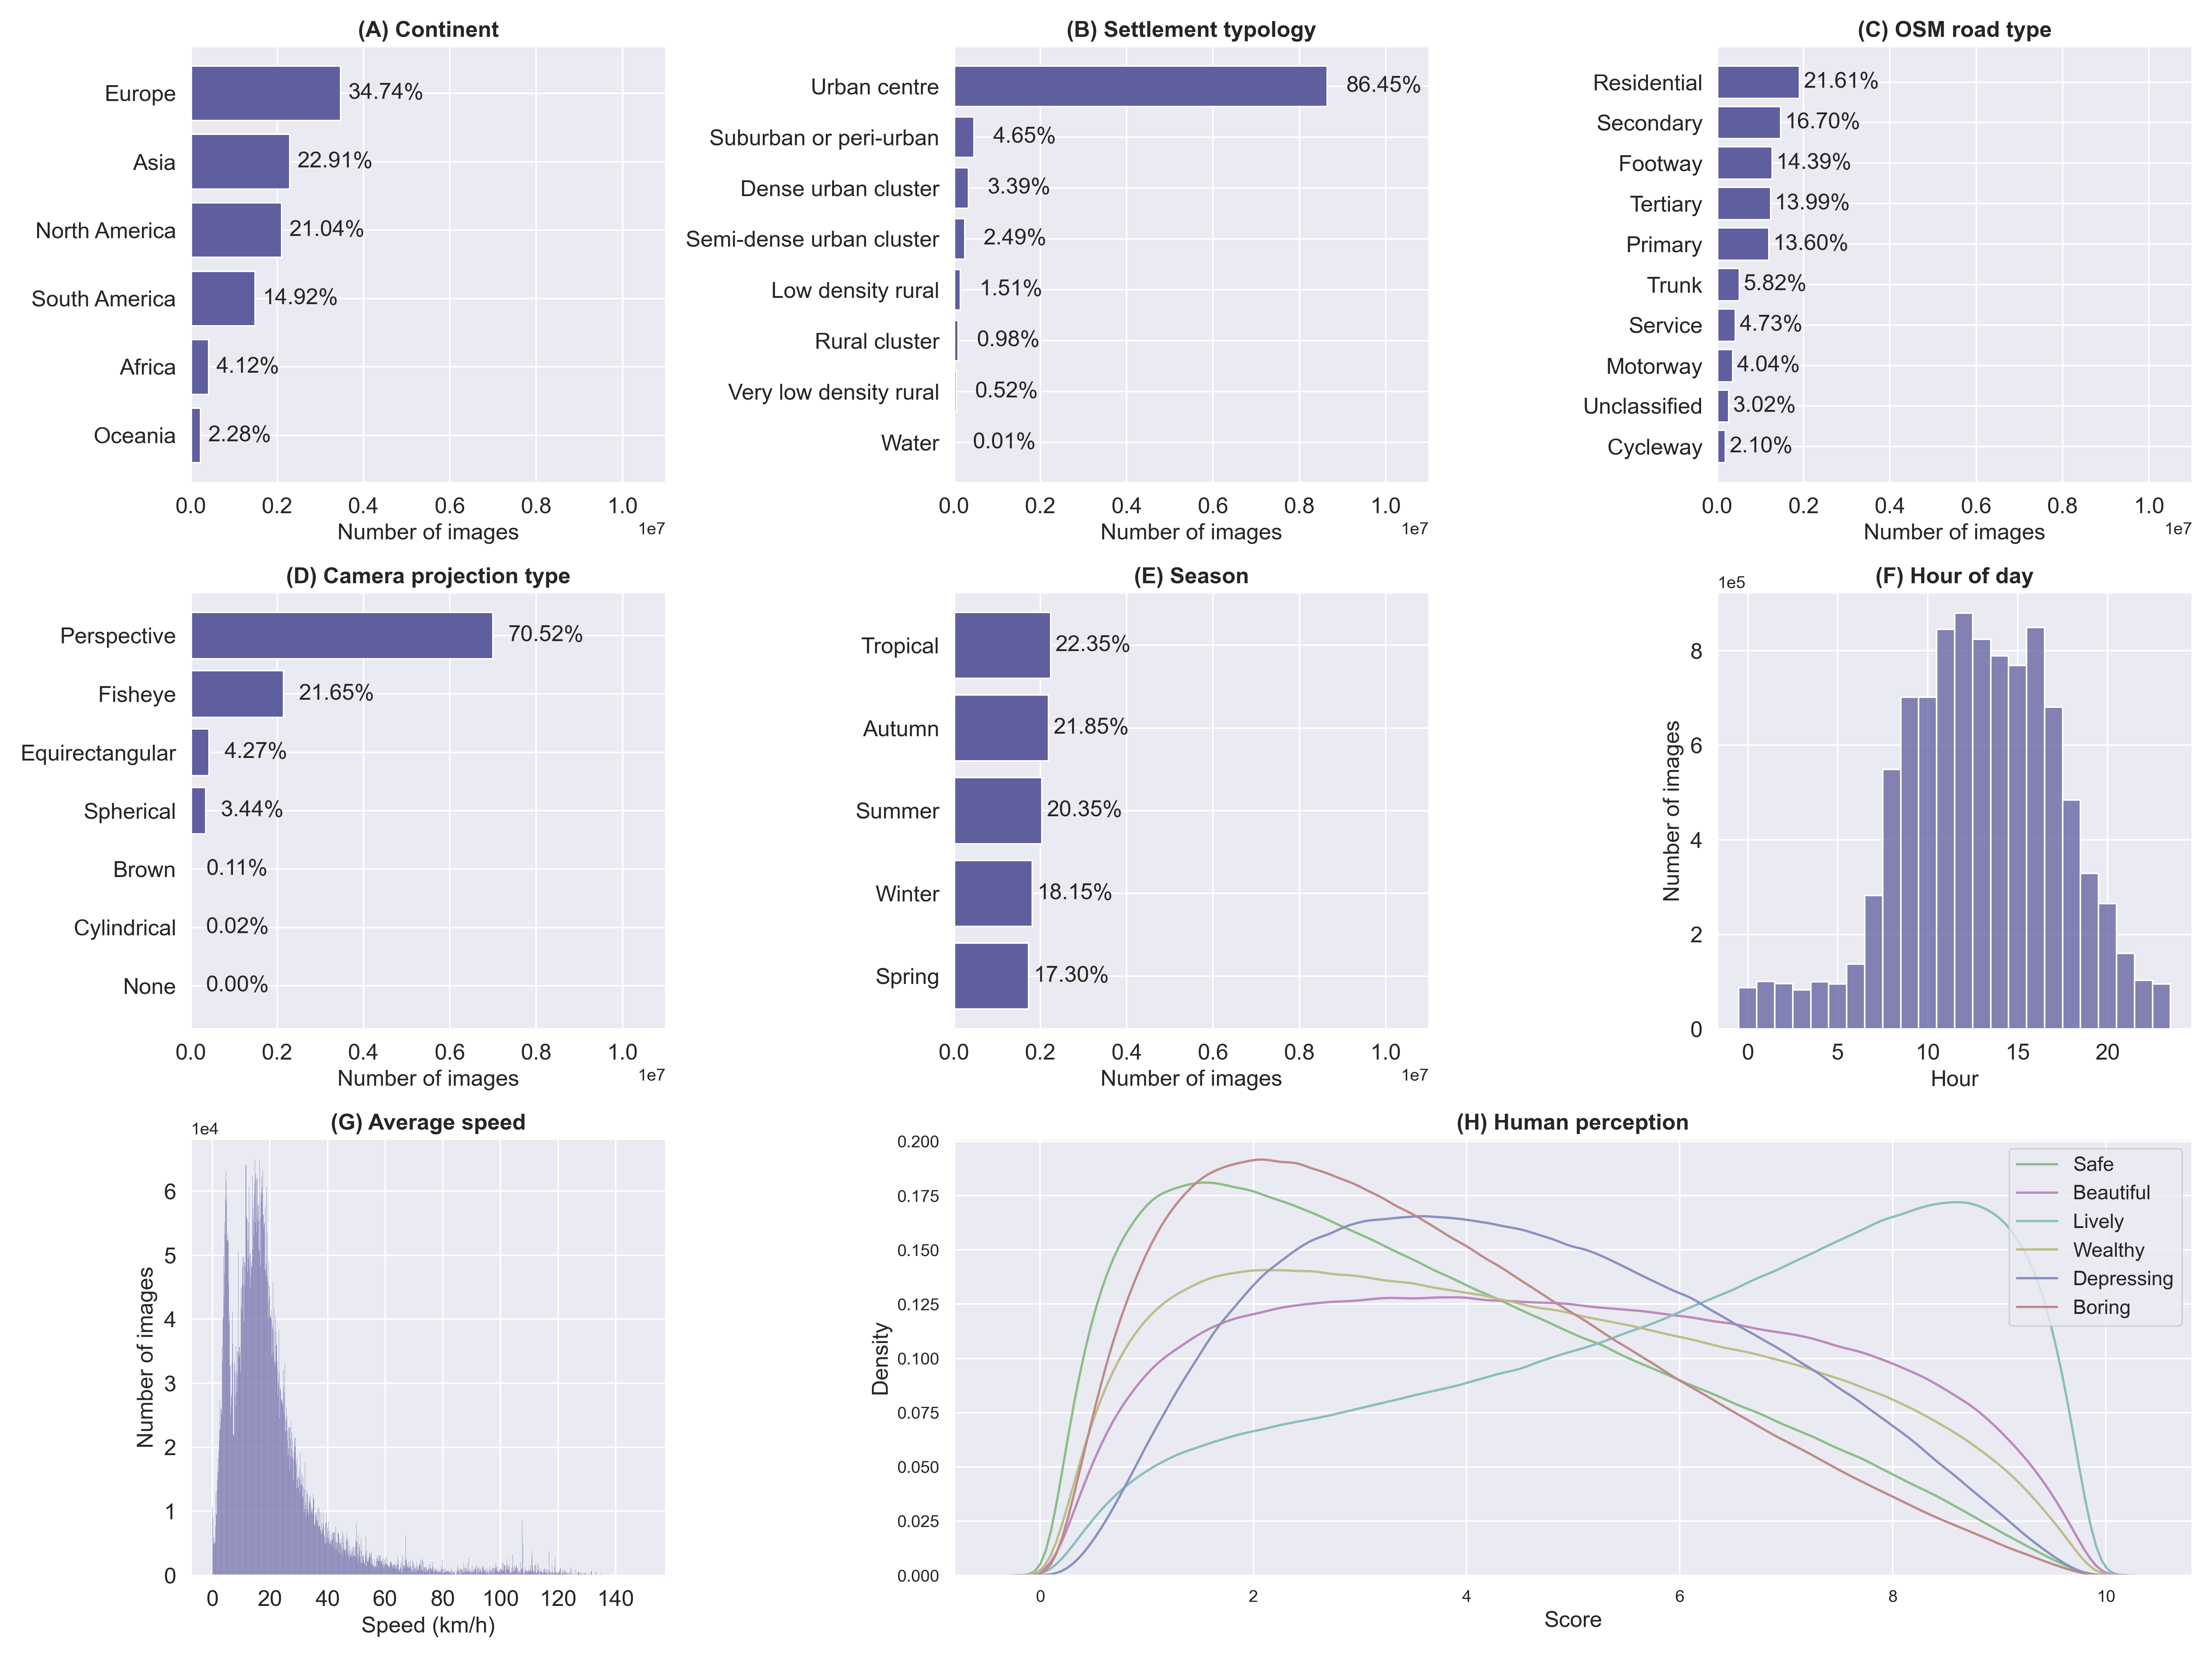 (A) Continent
Europe 34.74%
Asia 22.91%
North America 21.04%
South America 14.92%
Africa 4.12%
Oceania 2.28%
0.0 0.2 0.4 0.6 0.8 1.0
Number of images 1e7
(B) Settlement typology
Urban centre 86.45%
Suburban or peri-urban 4.65%
Dense urban cluster 3.39%
Semi-dense urban cluster 2.49%
Low density rural 1.51%
Rural cluster 0.98%
Very low density rural 0.52%
Water 0.01%
0.0 0.2 0.4 0.6 0.8 1.0
Number of images 1e7
(C) OSM road type
Residential 21.61%
Secondary 16.70%
Footway 14.39%
Tertiary 13.99%
Primary 13.60%
Trunk 5.82%
Service 4.73%
Motorway 4.04%
Unclassified 3.02%
Cycleway 2.10%
0.0 0.2 0.4 0.6 0.8 1.0
Number of images 1e7
(D) Camera projection type
Perspective 70.52%
Fisheye 21.65%
Equirectangular 4.27%
Spherical 3.44%
Brown 0.11%
Cylindrical 0.02%
None 0.00%
0.0 0.2 0.4 0.6 0.8 1.0
Number of images 1e7
(E) Season
Tropical 22.35%
Autumn 21.85%
Summer 20.35%
Winter 18.15%
Spring 17.30%
0.0 0.2 0.4 0.6 0.8 1.0
Number of images 1e7
1e5 (F) Hour of day
Number of images
8
6
4
2
0
0 5 10 15 20
Hour
1e4 (G) Average speed
Number of images
6
5
4
3
2
1
0
0 20 40 60 80 100 120 140
Speed (km/h)
(H) Human perception
Density
0.200
0.175
0.150
0.125
0.100
0.075
0.050
0.025
0.000
0 2 4 6 8 10
Score
Safe
Beautiful
Lively
Wealthy
Depressing
Boring